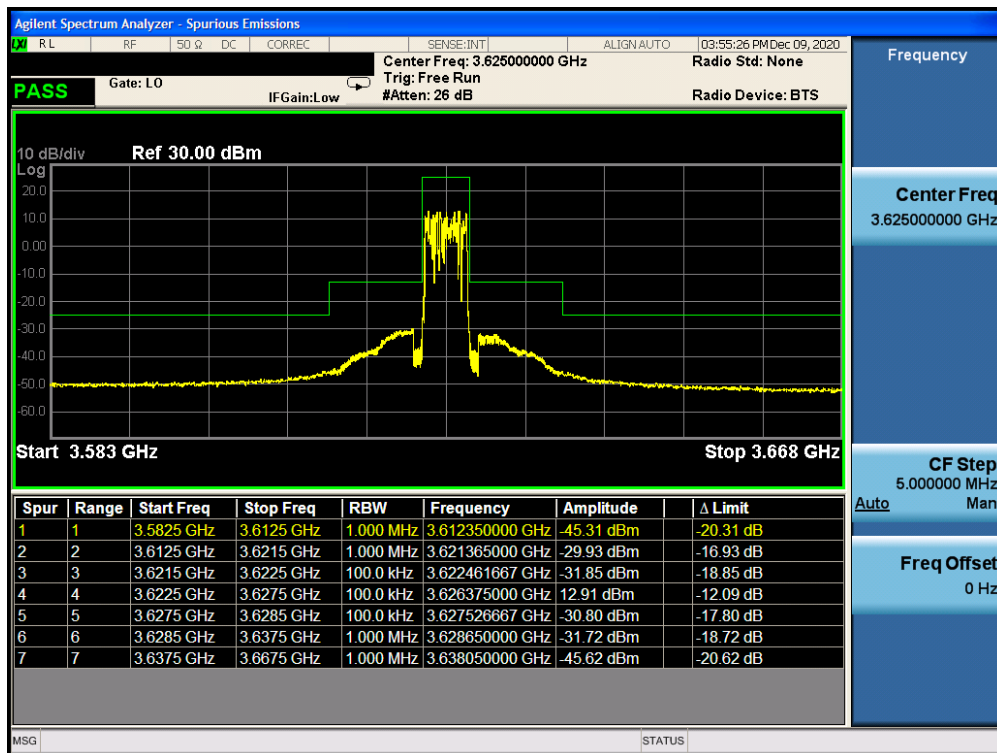 Agilent Spectrum Analyzer - Spurious Emissions
LXI RL RF 50 Ω DC CORREC SENSE:INT ALIGN AUTO 03:55:26 PM Dec 09, 2020
Center Freq: 3.625000000 GHz Radio Std: None
PASS Gate: LO Trig: Free Run
IFGain:Low #Atten: 26 dB Radio Device: BTS
10 dB/div Ref 30.00 dBm
Log
20.0
10.0
0.00
-10.0
-20.0
-30.0
-40.0
-50.0
-60.0
Start 3.583 GHz Stop 3.668 GHz
Spur Range Start Freq Stop Freq RBW Frequency Amplitude Δ Limit
1 1 3.5825 GHz 3.6125 GHz 1.000 MHz 3.612350000 GHz -45.31 dBm -20.31 dB
2 2 3.6125 GHz 3.6215 GHz 1.000 MHz 3.621365000 GHz -29.93 dBm -16.93 dB
3 3 3.6215 GHz 3.6225 GHz 100.0 kHz 3.622461667 GHz -31.85 dBm -18.85 dB
4 4 3.6225 GHz 3.6275 GHz 100.0 kHz 3.626375000 GHz 12.91 dBm -12.09 dB
5 5 3.6275 GHz 3.6285 GHz 100.0 kHz 3.627526667 GHz -30.80 dBm -17.80 dB
6 6 3.6285 GHz 3.6375 GHz 1.000 MHz 3.628650000 GHz -31.72 dBm -18.72 dB
7 7 3.6375 GHz 3.6675 GHz 1.000 MHz 3.638050000 GHz -45.62 dBm -20.62 dB
MSG STATUS
Frequency
Center Freq
3.625000000 GHz
CF Step
5.000000 MHz
Auto Man
Freq Offset
0 Hz